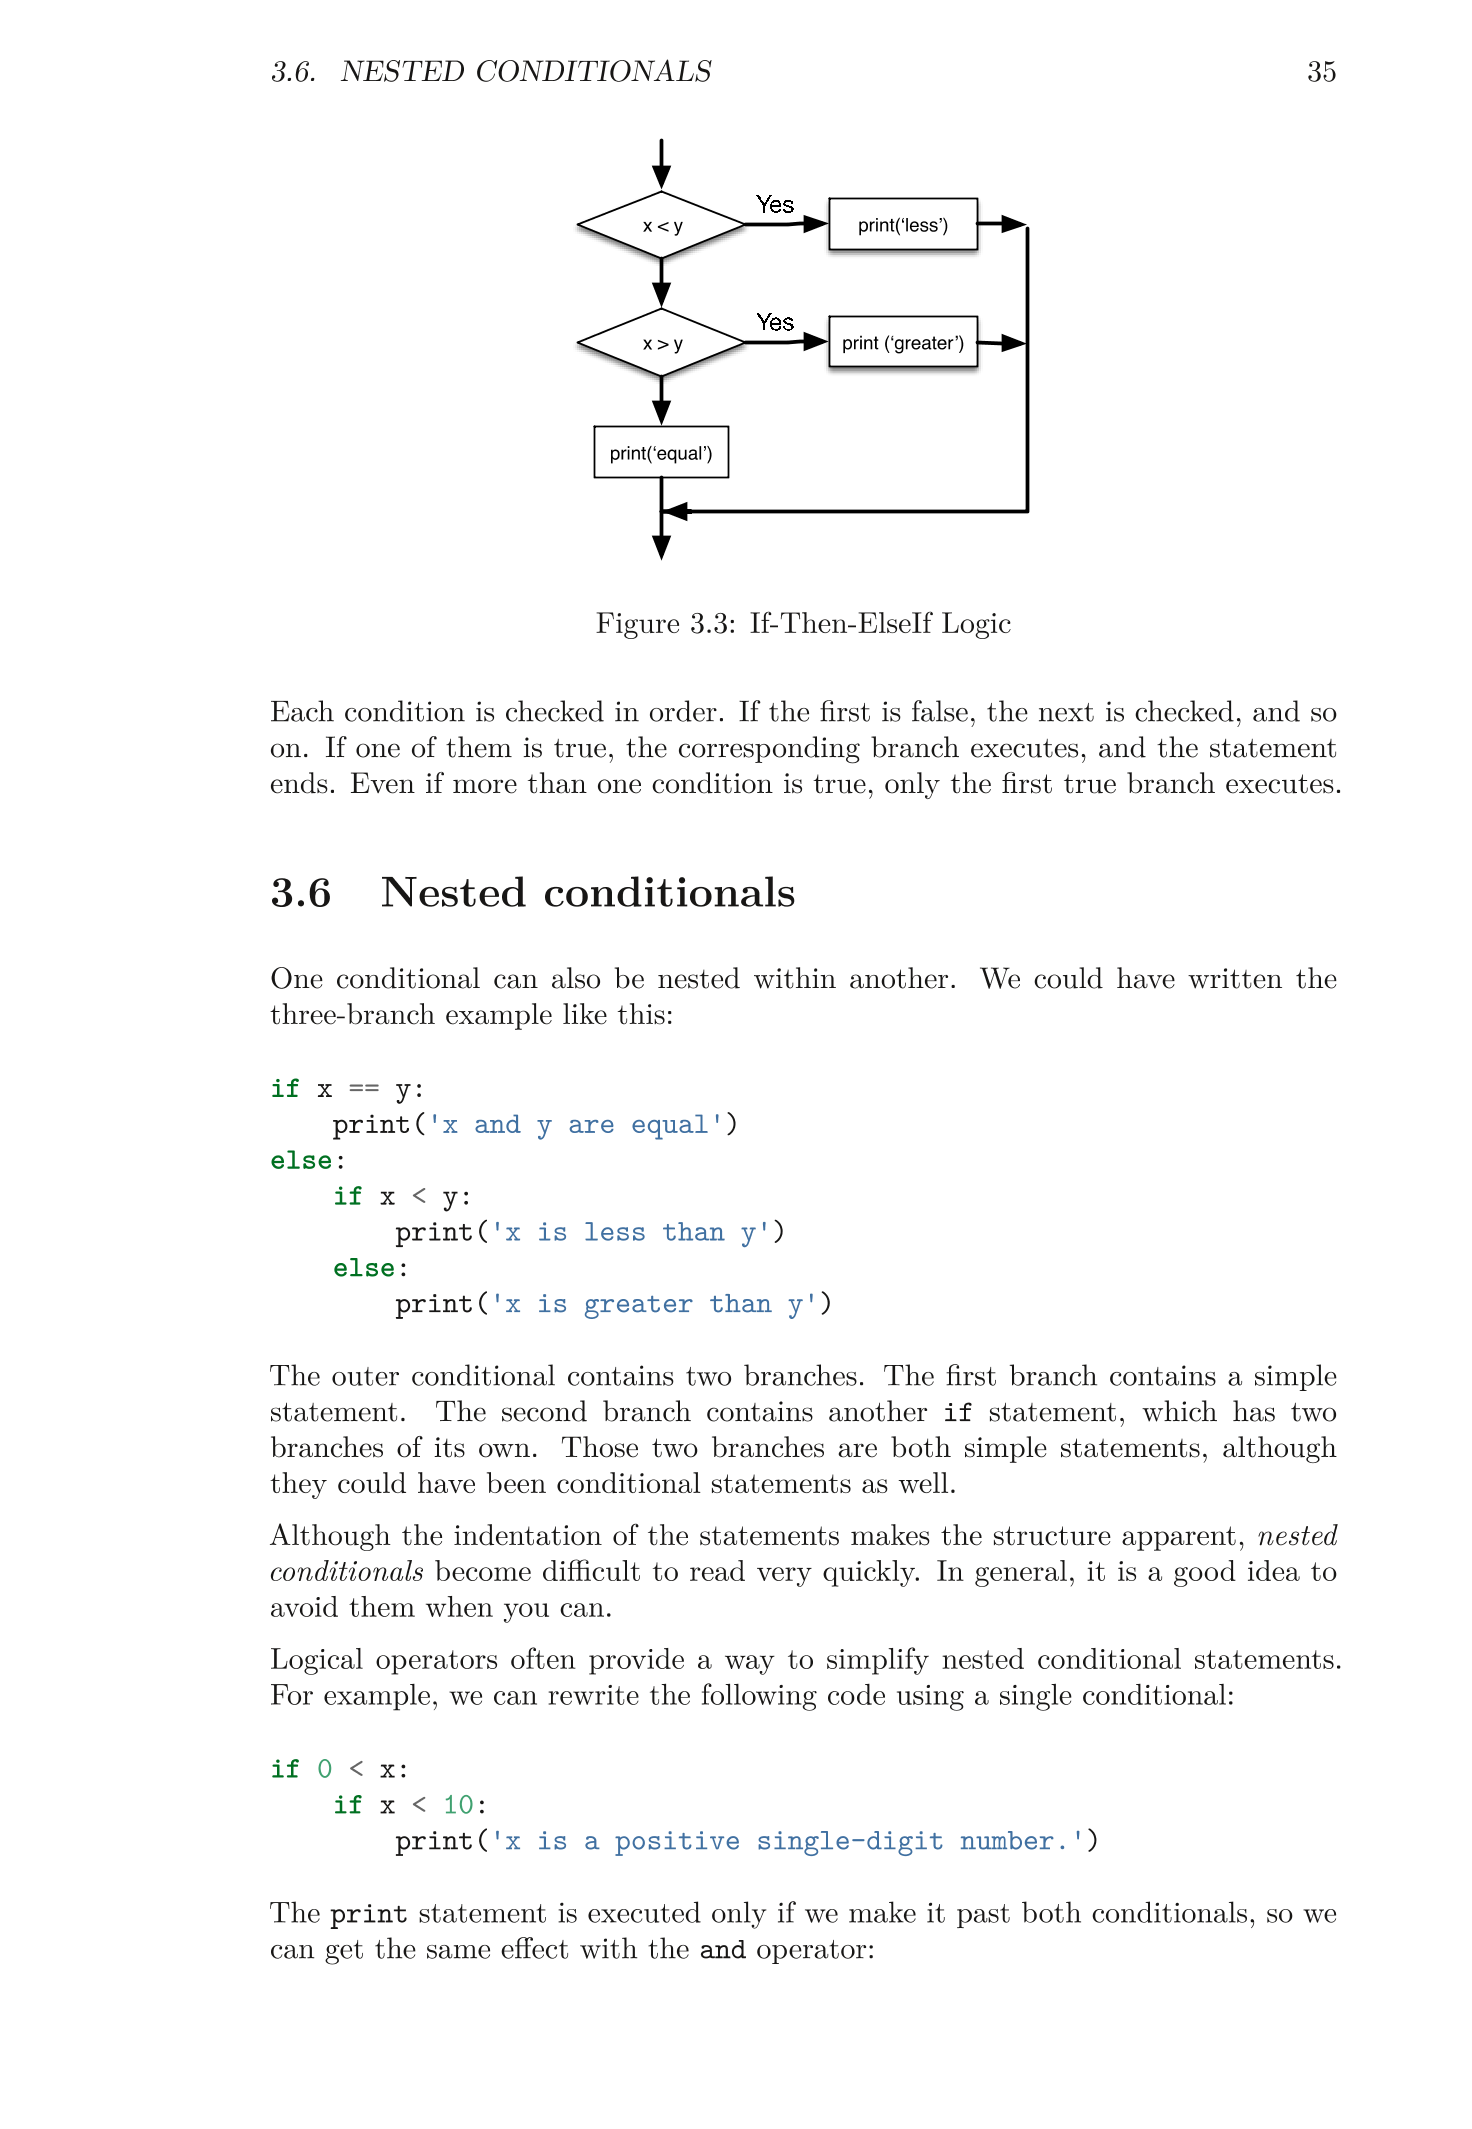 3.6. NESTED CONDITIONALS 35
Yes
x < y
print(‘less’)
Yes
x > y
print (‘greater’)
print(‘equal’)
Figure 3.3: If-Then-ElseIf Logic
Each condition is checked in order. If the first is false, the next is checked, and so
on. If one of them is true, the corresponding branch executes, and the statement
ends. Even if more than one condition is true, only the first true branch executes.
3.6 Nested conditionals
One conditional can also be nested within another. We could have written the
three-branch example like this:
if x == y:
    print('x and y are equal')
else:
    if x < y:
        print('x is less than y')
    else:
        print('x is greater than y')
The outer conditional contains two branches. The first branch contains a simple
statement. The second branch contains another if statement, which has two
branches of its own. Those two branches are both simple statements, although
they could have been conditional statements as well.
Although the indentation of the statements makes the structure apparent, nested
conditionals become difficult to read very quickly. In general, it is a good idea to
avoid them when you can.
Logical operators often provide a way to simplify nested conditional statements.
For example, we can rewrite the following code using a single conditional:
if 0 < x:
    if x < 10:
        print('x is a positive single-digit number.')
The print statement is executed only if we make it past both conditionals, so we
can get the same effect with the and operator: